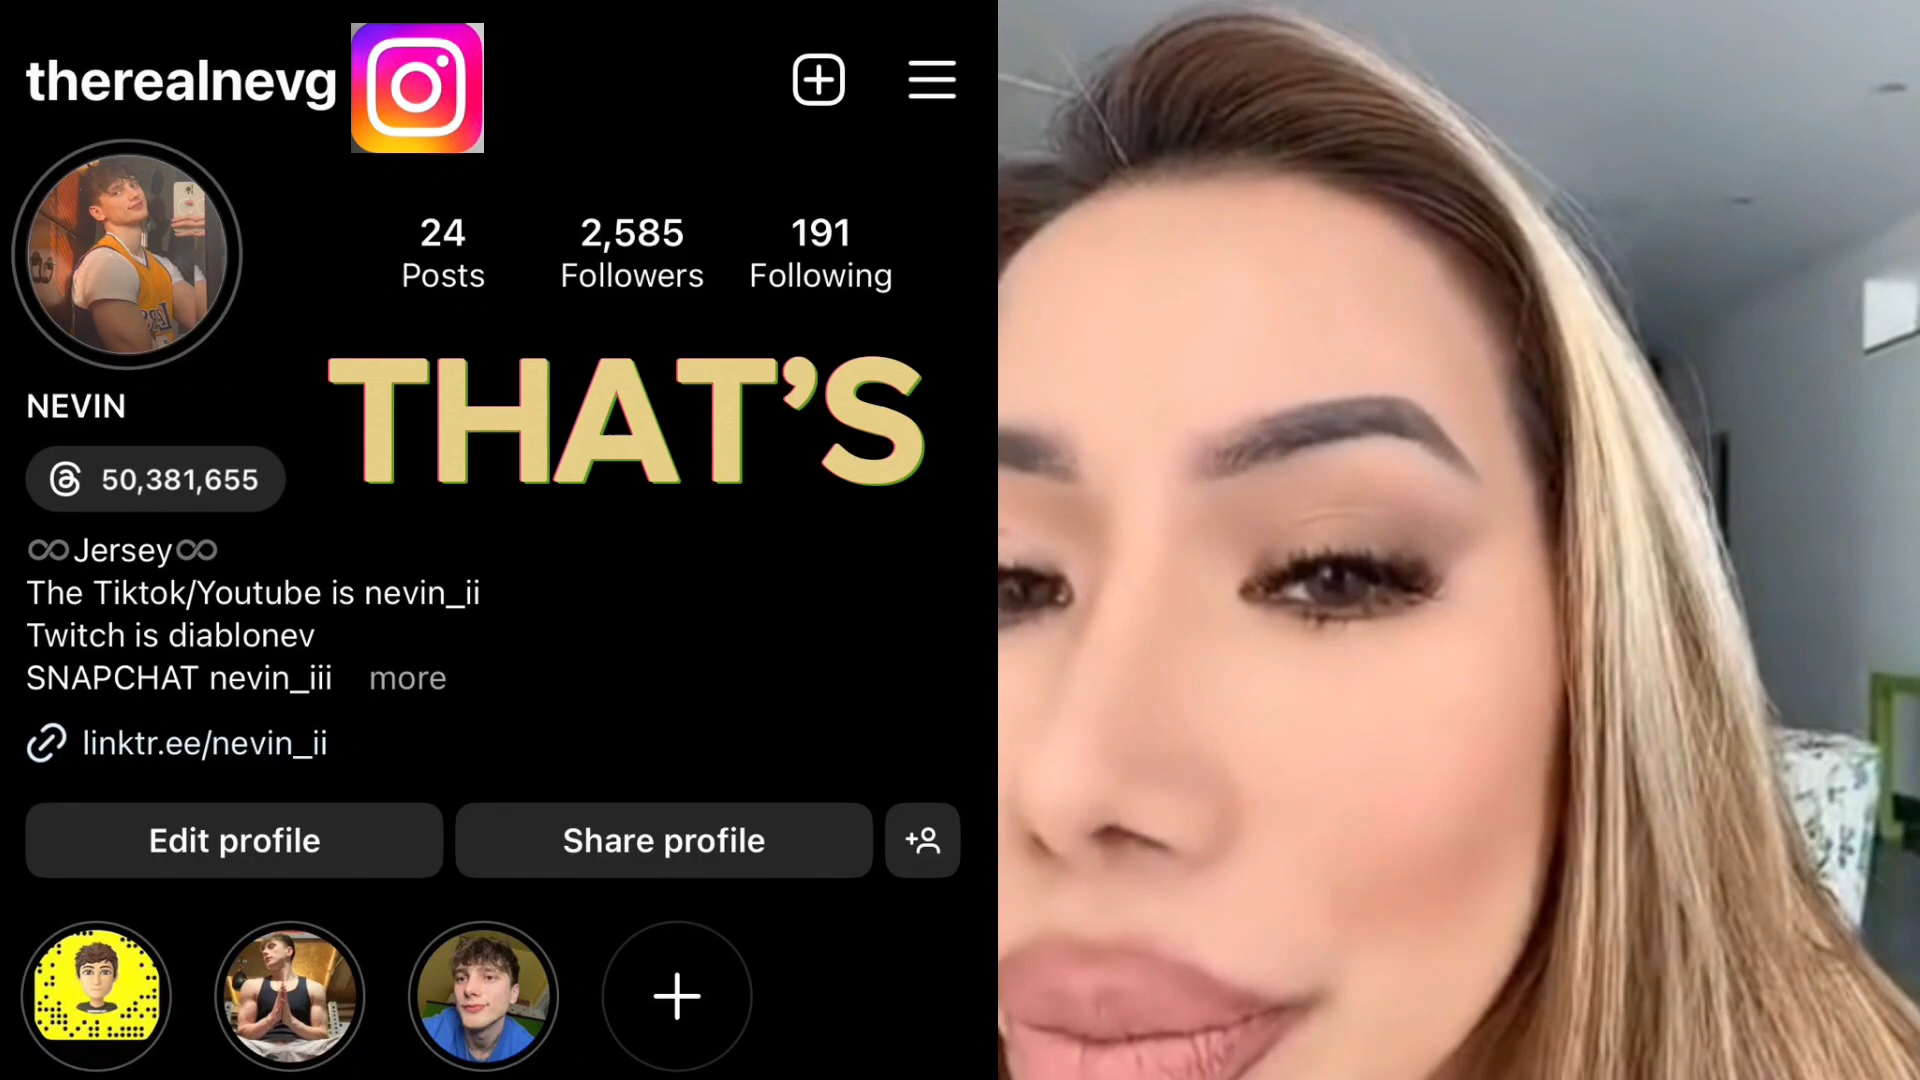 therealnevg
24 2,585 191
Posts Followers Following
THAT'S
NEVIN
50,381,655
∞Jersey∞
The Tiktok/Youtube is nevin_ii
Twitch is diablonev
SNAPCHAT nevin_iii more
linktr.ee/nevin_ii
Edit profile Share profile